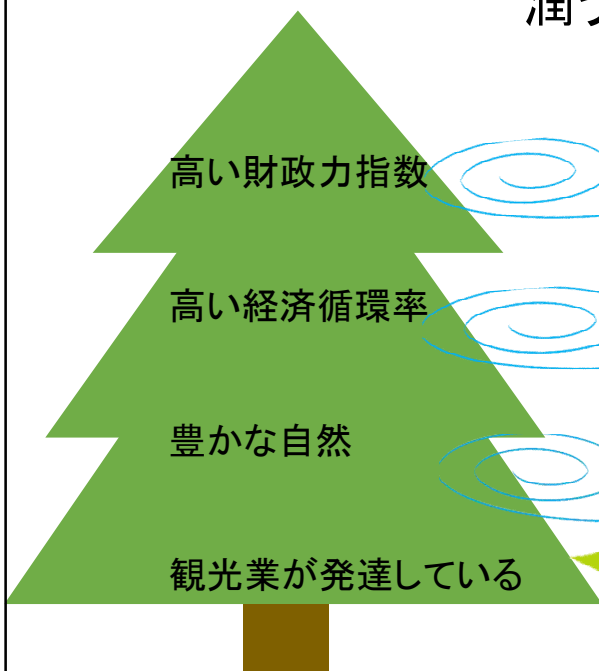 潤
高い財政力指数
高い経済循環率
豊かな自然
観光業が発達している